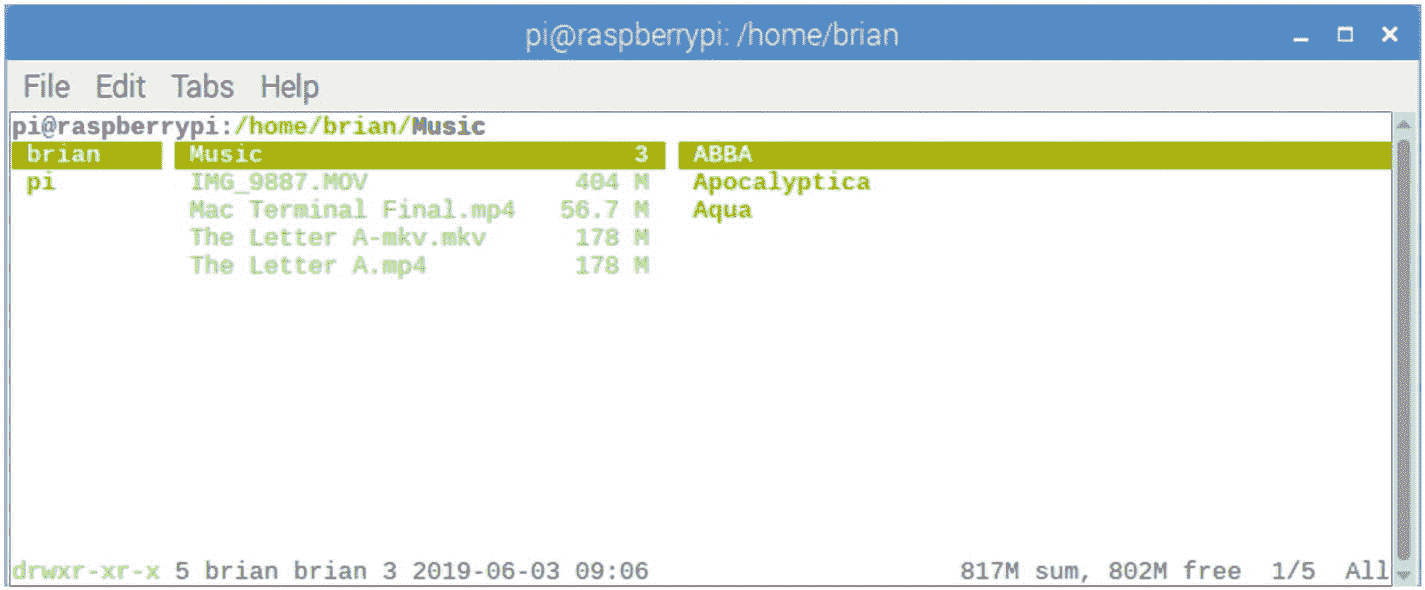 pi@raspberrypi: /home/brian
File Edit Tabs Help
pi@raspberrypi:/home/brian/Music
brian Music 3 ABBA
pi IMG_9887.MOV 404 M Apocalyptica
Mac Terminal Final.mp4 56.7 M Aqua
The Letter A-mkv.mkv 178 M
The Letter A.mp4 178 M
drwxr-xr-x 5 brian brian 3 2019-06-03 09:06 817M sum, 802M free 1/5 All